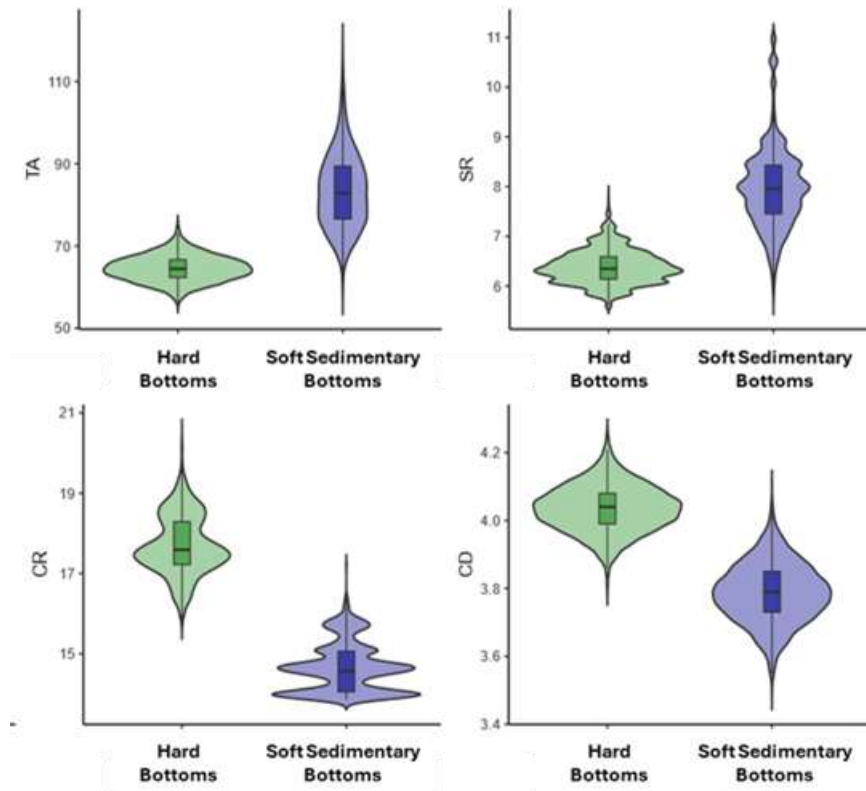 TA
110
90
70
50
Hard
Bottoms
Soft Sedimentary
Bottoms
SR
11
10
9
8
7
6
Hard
Bottoms
Soft Sedimentary
Bottoms
CR
21
19
17
15
Hard
Bottoms
Soft Sedimentary
Bottoms
CD
4.2
4.0
3.8
3.6
3.4
Hard
Bottoms
Soft Sedimentary
Bottoms